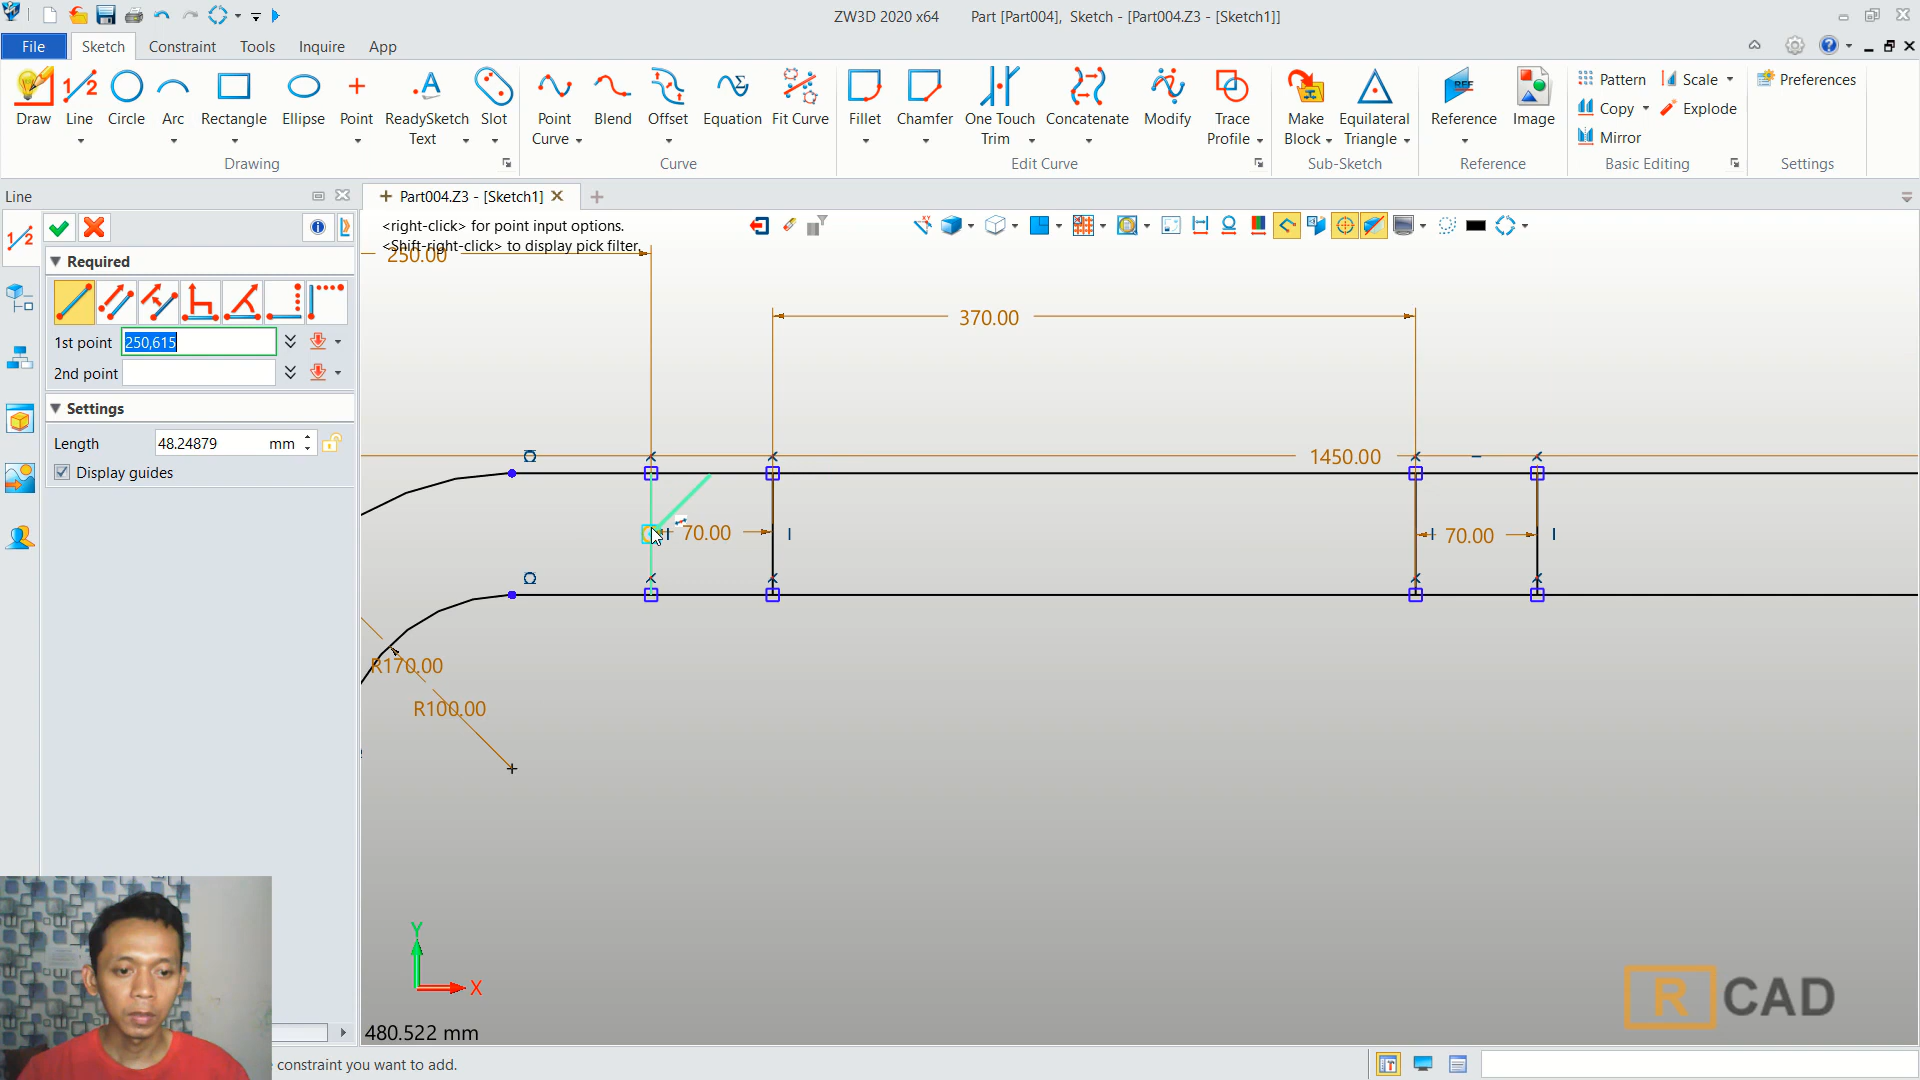 ZW3D 2020 x64 Part [Part004], Sketch - [Part004.Z3 - [Sketch1]]
File Sketch Constraint Tools Inquire App
Draw Line Circle Arc Rectangle Ellipse Point ReadySketch Text Slot
Drawing
Point Curve Blend Offset Equation Fit Curve
Curve
Fillet Chamfer One Touch Trim Concatenate Modify Trace Profile
Edit Curve
Make Block Equilateral Triangle
Sub-Sketch
REF
Reference Image
Reference
Pattern Scale
Copy Explode
Mirror
Basic Editing
Preferences
Settings
Line
Part004.Z3 - [Sketch1]
<right-click> for point input options.
<Shift-right-click> to display pick filter.
Required
1st point 250,615
2nd point
Settings
Length 48.24879 mm
Display guides
250.00
370.00
1450.00
70.00
70.00
R170.00
R100.00
Y
X
480.522 mm
R CAD
constraint you want to add.